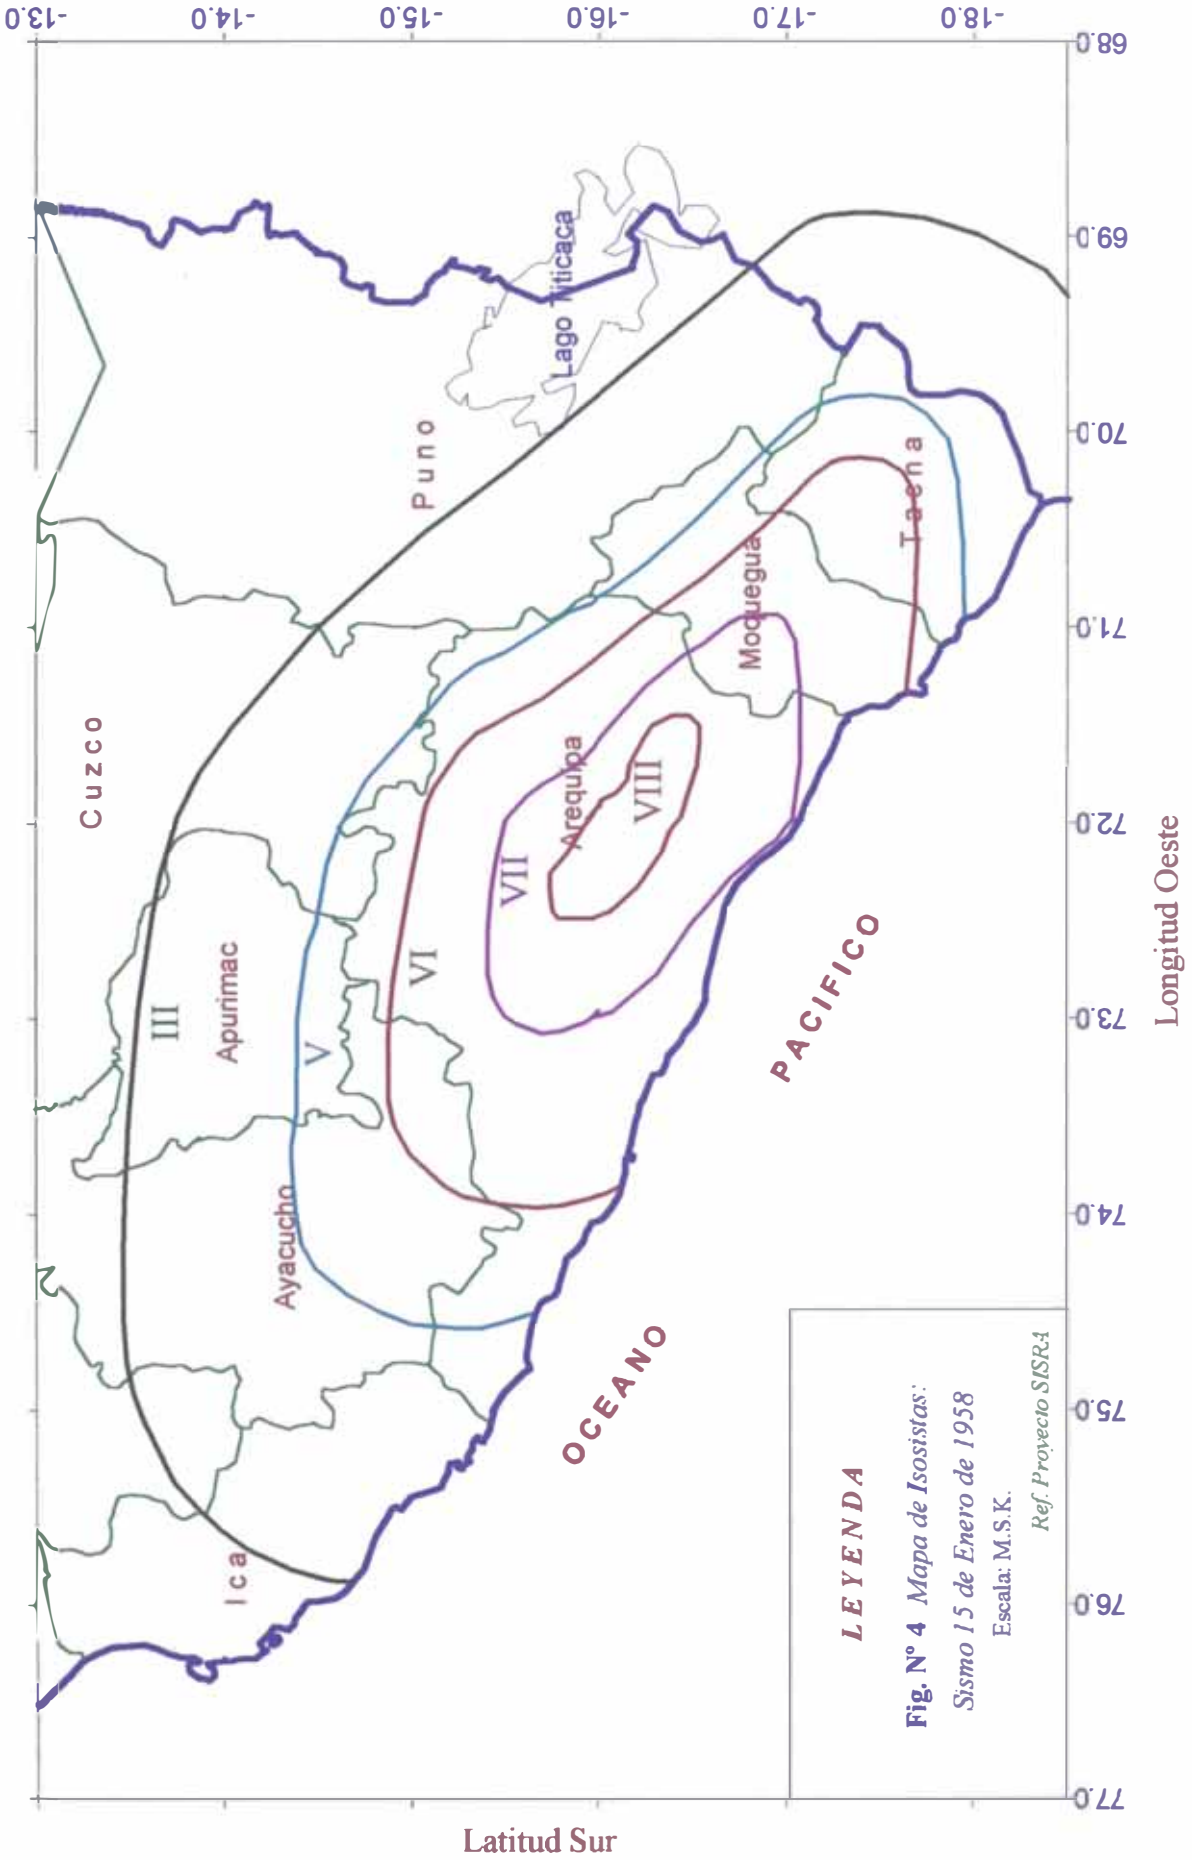 -13.0
-14.0
-15.0
-16.0
-17.0
-18.0
68.0
69.0
70.0
71.0
72.0
73.0
74.0
75.0
76.0
77.0
Latitud Sur
Longitud Oeste
Cuzco
Puno
Lago Titicaca
Apurimac
Ayacucho
Ica
Arequipa
Moquegua
Tacna
III
V
VI
VII
VIII
OCEANO PACIFICO
LEYENDA
Fig. Nº 4 Mapa de Isosistas:
Sismo 15 de Enero de 1958
Escala: M.S.K.
Ref. Proyecto SISRA